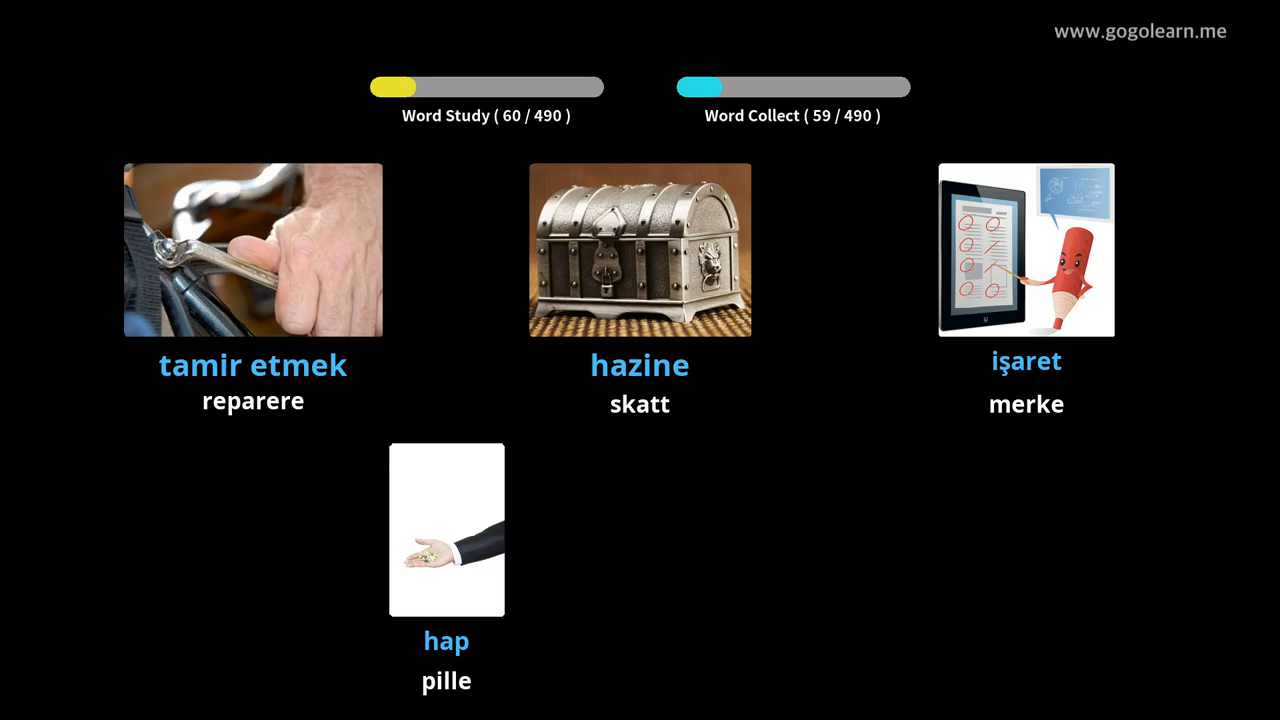 www.gogolearn.me
Word Study ( 60 / 490 )
Word Collect ( 59 / 490 )
tamir etmek
reparere
hazine
skatt
işaret
merke
hap
pille